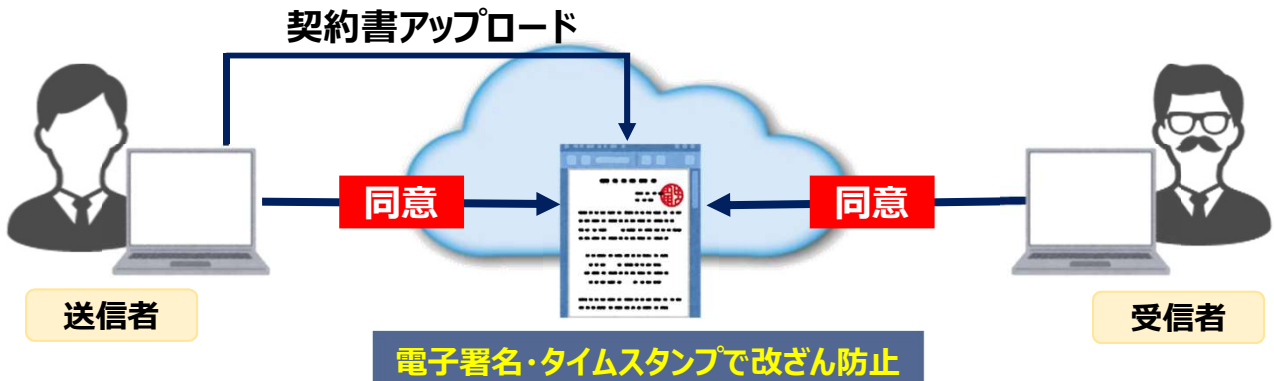 契約書アップロード
同意
同意
送信者
受信者
電子署名・タイムスタンプで改ざん防止